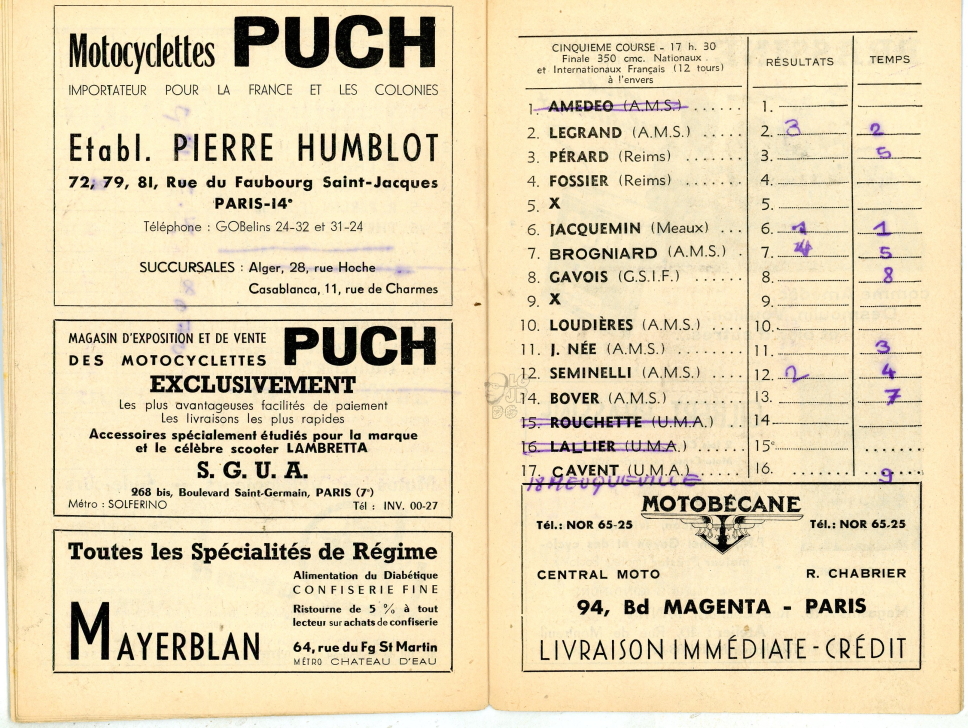 Motocyclettes PUCH
IMPORTATEUR POUR LA FRANCE ET LES COLONIES
Etabl. PIERRE HUMBLOT
72, 79, 81, Rue du Faubourg Saint-Jacques
PARIS-14e
Téléphone : GOBelins 24-32 et 31-24
SUCCURSALES : Alger, 28, rue Hoche
Casablanca, 11, rue de Charmes
MAGASIN D'EXPOSITION ET DE VENTE
DES MOTOCYCLETTES PUCH
EXCLUSIVEMENT
Les plus avantageuses facilités de paiement
Les livraisons les plus rapides
Accessoires spécialement étudiés pour la marque
et le célèbre scooter LAMBRETTA
S. G. U. A.
268 bis, Boulevard Saint-Germain, PARIS (7e)
Métro : SOLFERINO Tél : INV. 00-27
Toutes les Spécialités de Régime
Alimentation du Diabétique
CONFISERIE FINE
Ristourne de 5 % à tout
lecteur sur achats de confiserie
MAYERBLAN
64, rue du Fg St Martin
MÉTRO CHATEAU D'EAU
CINQUIEME COURSE - 17 h. 30
Finale 350 cmc. Nationaux
et Internationaux Français (12 tours)
à l'envers
RÉSULTATS TEMPS
1. AMEDEO (A.M.S.) ...... 1.
2. LEGRAND (A.M.S.) ..... 2. 3 2
3. PÉRARD (Reims) ....... 3. 5
4. FOSSIER (Reims) ...... 4.
5. X 5.
6. JACQUEMIN (Meaux) .... 6. 1 1
7. BROGNIARD (A.M.S.) ... 7. 4 5
8. GAVOIS (G.S.I.F.) .... 8. 8
9. X 9.
10. LOUDIÈRES (A.M.S.) .... 10.
11. J. NÉE (A.M.S.) ........ 11. 3
12. SEMINELLI (A.M.S.) .... 12. 2 4
14. BOVER (A.M.S.) ........ 13. 7
15. ROUCHETTE (U.M.A.) .... 14
16. LALLIER (U.M.A.) ...... 15e
17. GAVENT (U.M.A.) ....... 16. 9
18 MEUQUEVILLE
MOTOBÉCANE
Tél.: NOR 65-25 Tél.: NOR 65.25
CENTRAL MOTO R. CHABRIER
94, Bd MAGENTA - PARIS
LIVRAISON IMMÉDIATE - CRÉDIT